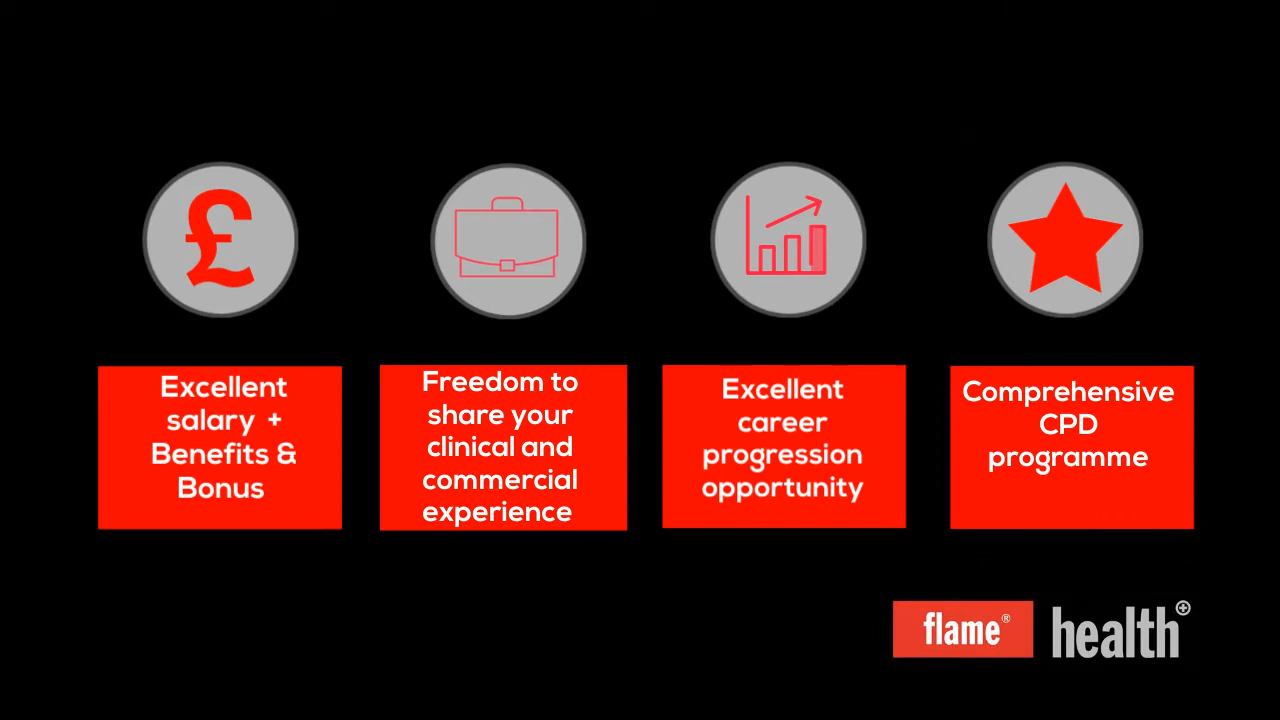 £
Excellent
salary + 
Benefits &
Bonus
Freedom to
share your
clinical and
commercial
experience
Excellent
career
progression
opportunity
Comprehensive
CPD
programme
flame® health